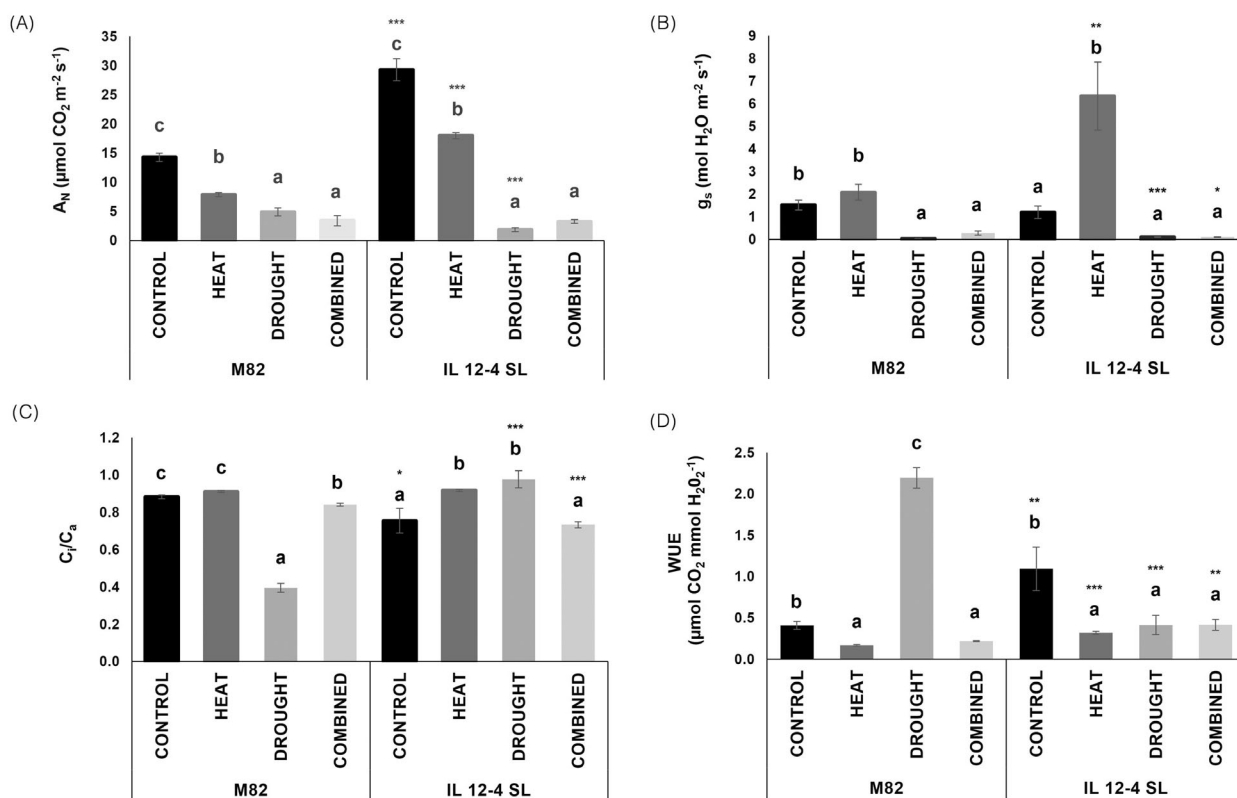 (A)
A_N (µmol CO₂ m⁻² s⁻¹)
35
30
25
20
15
10
5
0
c
b
a
a
***
c
***
b
***
a
a
CONTROL
HEAT
DROUGHT
COMBINED
CONTROL
HEAT
DROUGHT
COMBINED
M82
IL 12-4 SL
(B)
g_s (mol H₂O m⁻² s⁻¹)
9
8
7
6
5
4
3
2
1
0
b
b
a
a
a
**
b
***
a
*
a
CONTROL
HEAT
DROUGHT
COMBINED
CONTROL
HEAT
DROUGHT
COMBINED
M82
IL 12-4 SL
(C)
C_i/C_a
1.2
1.0
0.8
0.6
0.4
0.2
0.0
c
c
a
b
*
a
b
***
b
***
a
CONTROL
HEAT
DROUGHT
COMBINED
CONTROL
HEAT
DROUGHT
COMBINED
M82
IL 12-4 SL
(D)
WUE
(µmol CO₂ mmol H₂0₂⁻¹)
2.5
2.0
1.5
1.0
0.5
0.0
b
a
c
a
**
b
***
a
***
a
**
a
CONTROL
HEAT
DROUGHT
COMBINED
CONTROL
HEAT
DROUGHT
COMBINED
M82
IL 12-4 SL